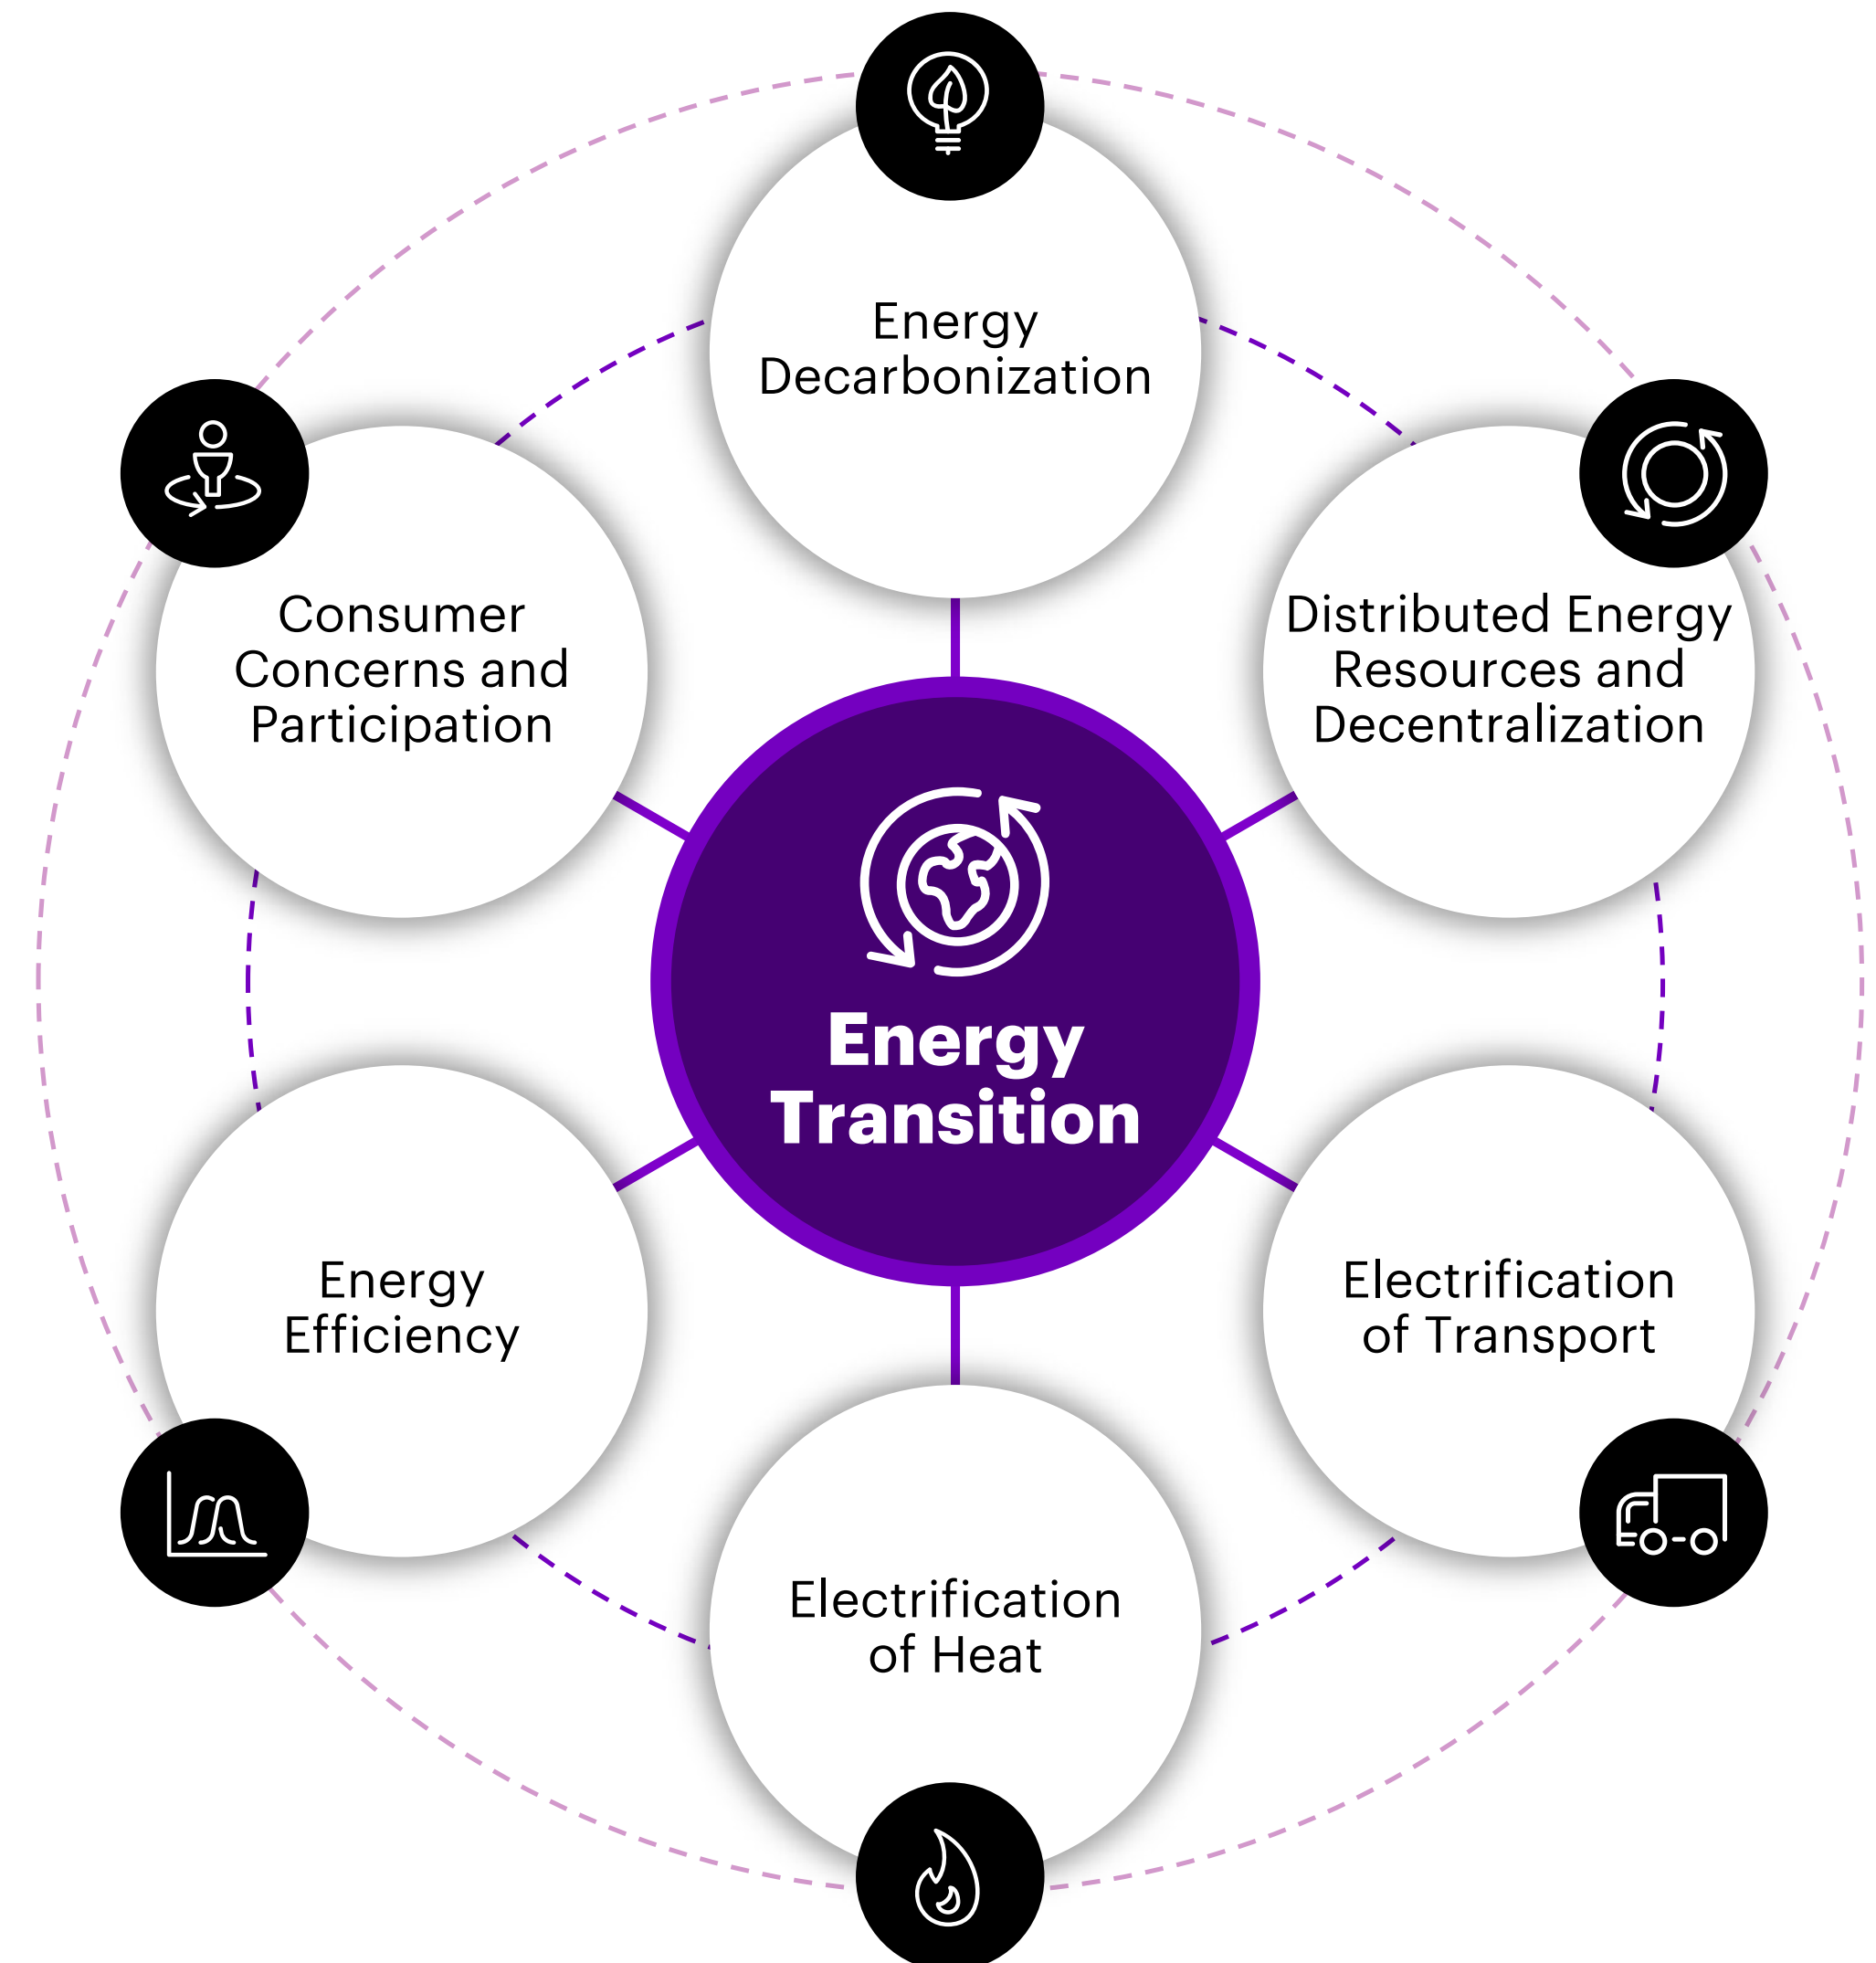 Energy
Decarbonization
Consumer
Concerns and
Participation
Distributed Energy
Resources and
Decentralization
Energy
Transition
Energy
Efficiency
Electrification
of Transport
Electrification
of Heat